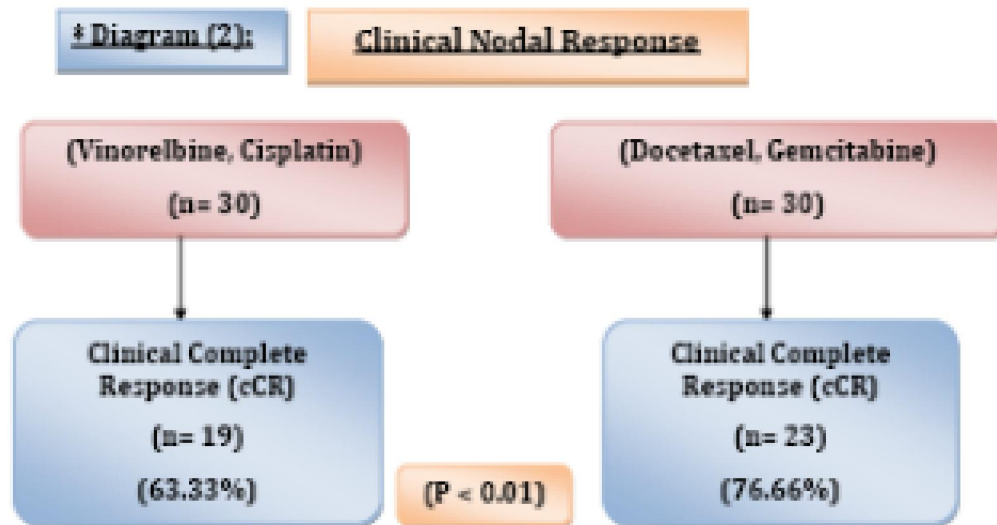 * Diagram (2):
Clinical Nodal Response
(Vinorelbine, Cisplatin)
(n= 30)
(Docetaxel, Gemcitabine)
(n= 30)
Clinical Complete
Response (cCR)
(n= 19)
(63.33%)
(P < 0.01)
Clinical Complete
Response (cCR)
(n= 23)
(76.66%)